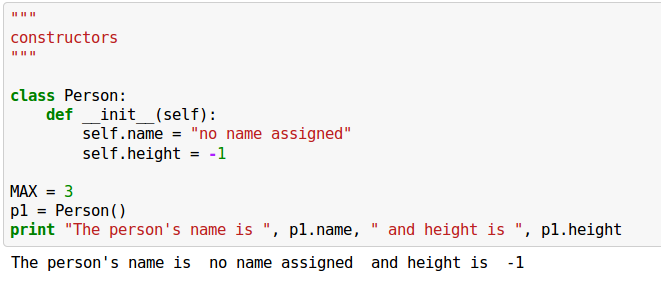 """
constructors
"""
class Person:
    def __init__(self):
        self.name = "no name assigned"
        self.height = -1
MAX = 3
p1 = Person()
print "The person's name is ", p1.name, " and height is ", p1.height
The person's name is  no name assigned  and height is  -1